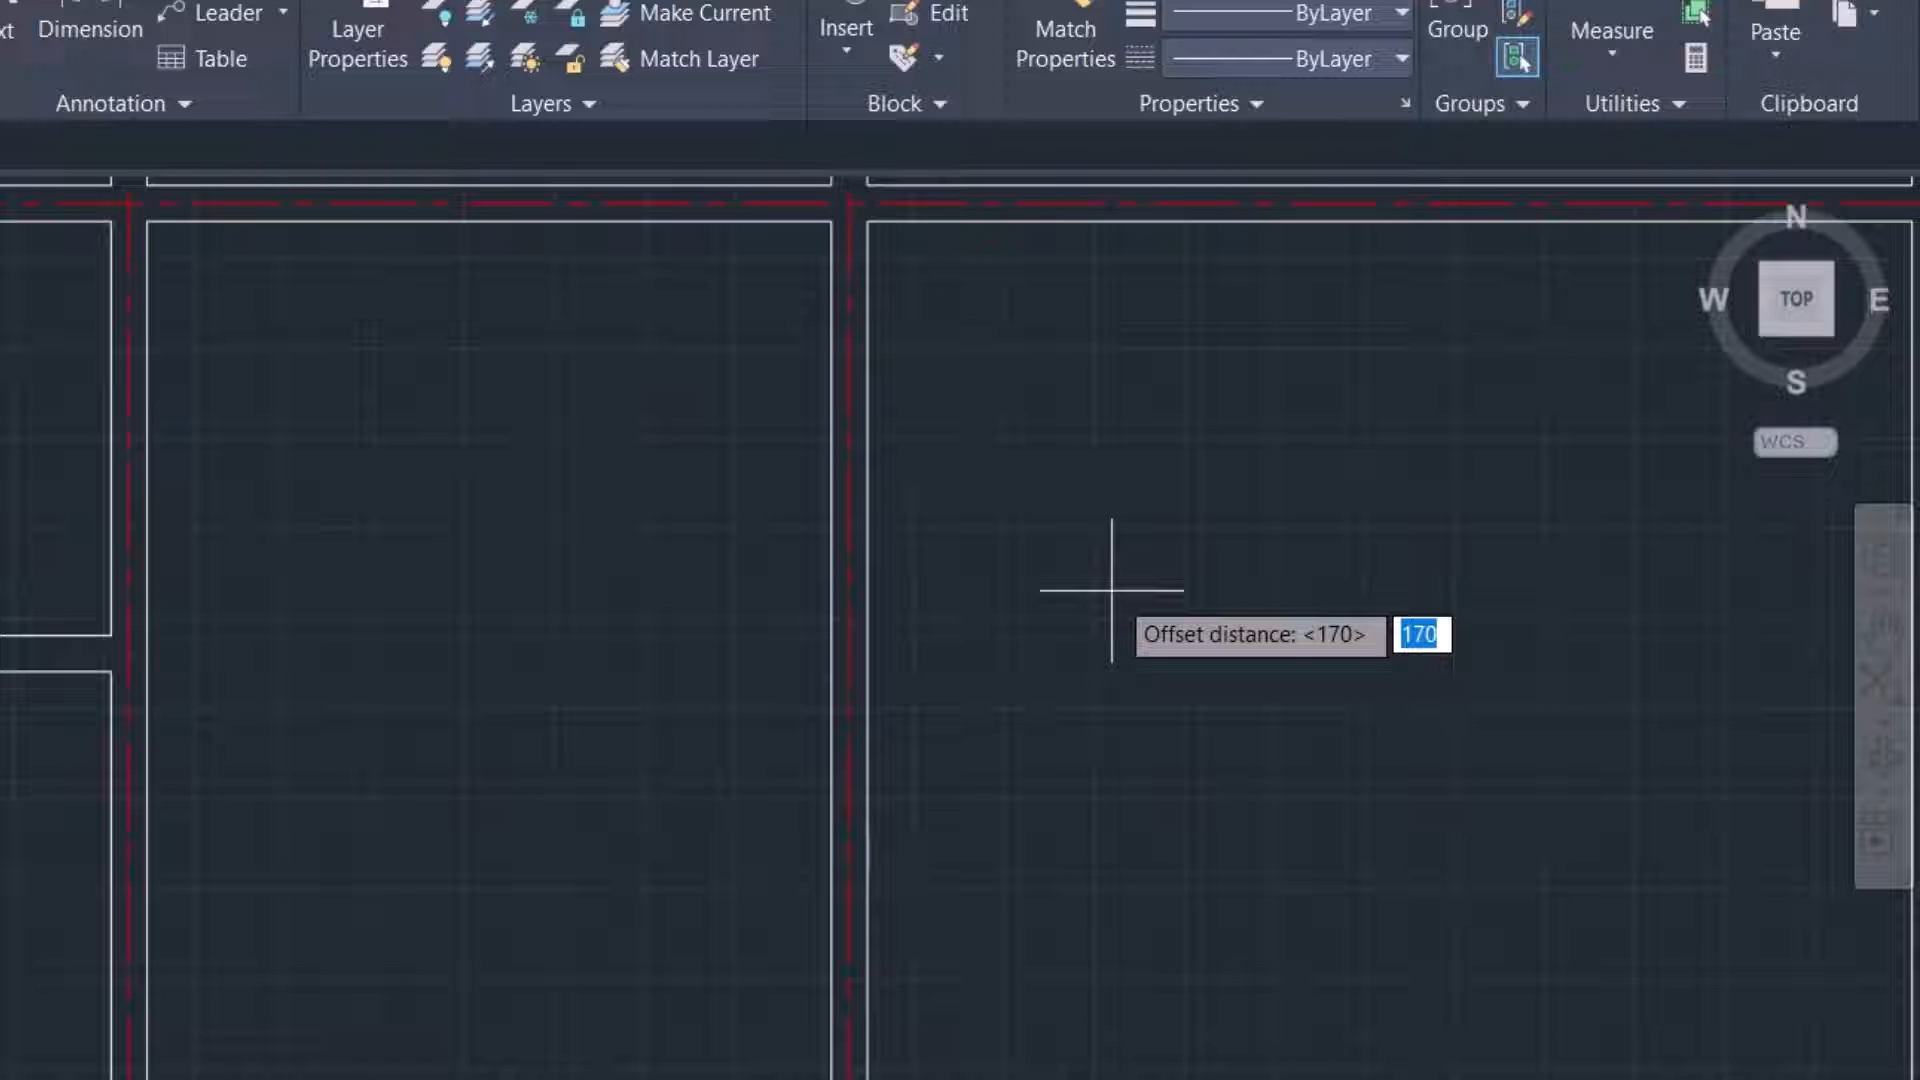 Leader
Make Current
Edit
ByLayer
xt
Dimension
Layer
Properties
Insert
Match
Properties
Group
Measure
Paste
Table
Match Layer
ByLayer
Annotation
Layers
Block
Properties
Groups
Utilities
Clipboard
N
W
TOP
E
S
WCS
Offset distance: <170>
170